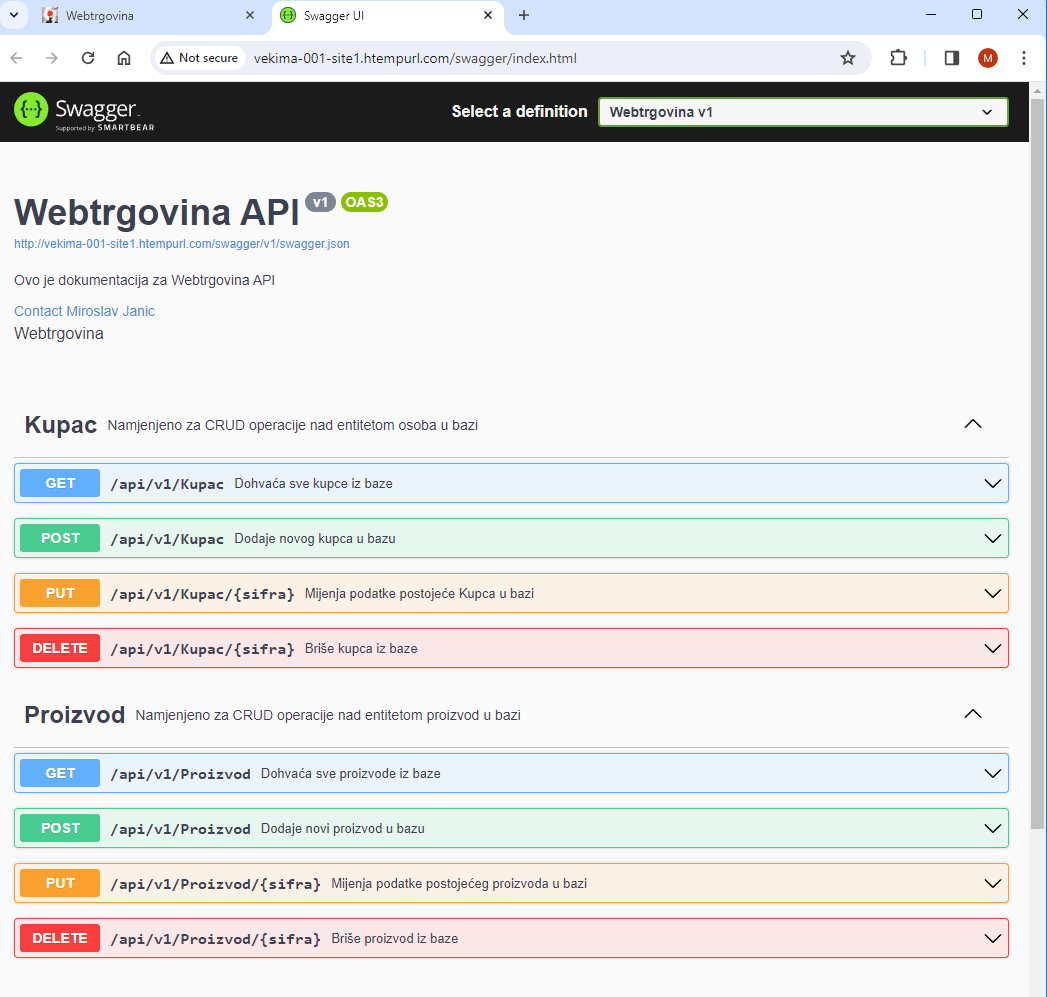 Webtrgovina
Swagger UI
Not secure
vekima-001-site1.htempurl.com/swagger/index.html
M
Swagger
Supported by SMARTBEAR
Select a definition
Webtrgovina v1
Webtrgovina API v1 OAS3
http://vekima-001-site1.htempurl.com/swagger/v1/swagger.json
Ovo je dokumentacija za Webtrgovina API
Contact Miroslav Janic
Webtrgovina
Kupac Namjenjeno za CRUD operacije nad entitetom osoba u bazi
GET /api/v1/Kupac Dohvaća sve kupce iz baze
POST /api/v1/Kupac Dodaje novog kupca u bazu
PUT /api/v1/Kupac/{sifra} Mijenja podatke postojeće Kupca u bazi
DELETE /api/v1/Kupac/{sifra} Briše kupca iz baze
Proizvod Namjenjeno za CRUD operacije nad entitetom proizvod u bazi
GET /api/v1/Proizvod Dohvaća sve proizvode iz baze
POST /api/v1/Proizvod Dodaje novi proizvod u bazu
PUT /api/v1/Proizvod/{sifra} Mijenja podatke postojećeg proizvoda u bazi
DELETE /api/v1/Proizvod/{sifra} Briše proizvod iz baze